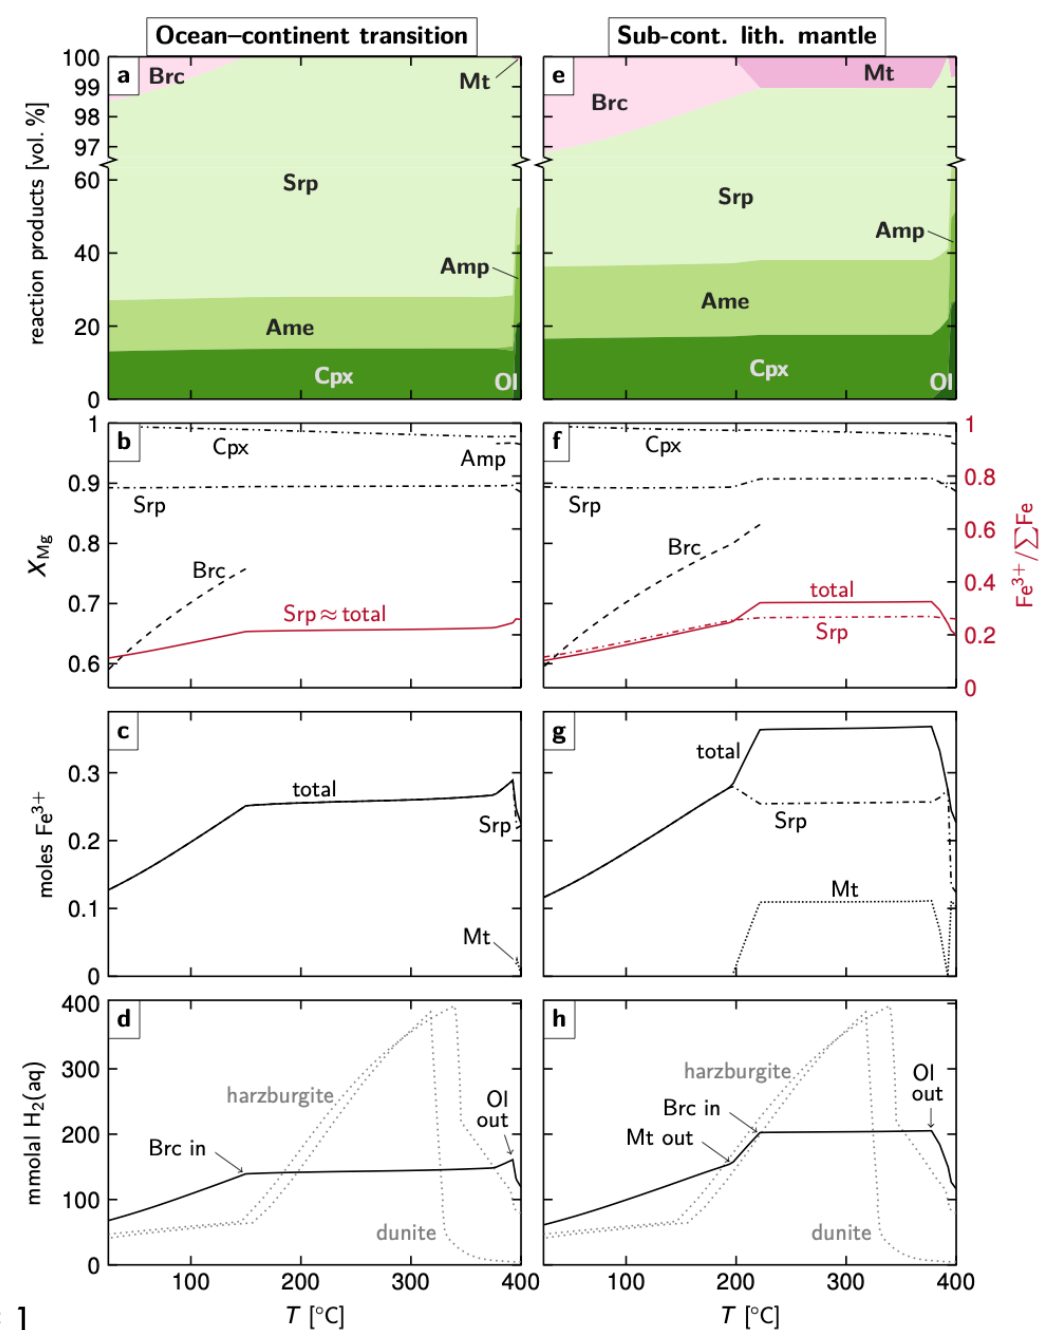 Ocean–continent transition
Sub-cont. lith. mantle
a
Brc
Mt
Srp
Amp
Ame
Cpx
Ol
100
99
98
97
60
40
20
0
reaction products [vol. %]
e
Brc
Mt
Srp
Amp
Ame
Cpx
Ol
b
Cpx
Amp
Srp
Brc
Srp ≈ total
1
0.9
0.8
0.7
0.6
X_Mg
f
Cpx
Srp
Brc
total
Srp
1
0.8
0.6
0.4
0.2
0
Fe³⁺/∑Fe
c
total
Srp
Mt
0.3
0.2
0.1
0
moles Fe³⁺
g
total
Srp
Mt
d
harzburgite
Ol
out
Brc in
dunite
400
300
200
100
0
mmolal H₂(aq)
100
200
300
400
T [°C]
h
harzburgite
Ol
out
Brc in
Mt out
dunite
100
200
300
400
T [°C]
1